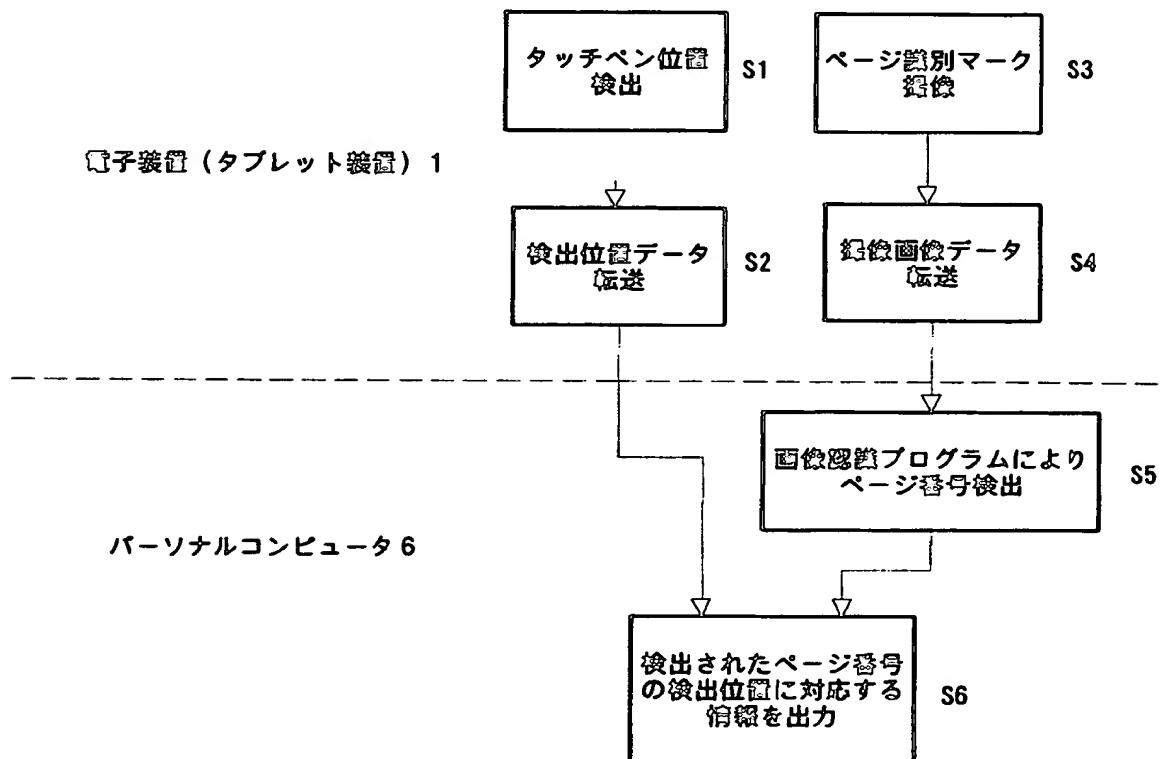 タッチペン位置
検出
S1
ページ識別マーク
撮像
S3
電子装置(タブレット装置)1
検出位置データ
転送
S2
撮像画像データ
転送
S4
画像認識プログラムにより
ページ番号検出
S5
パーソナルコンピュータ6
検出されたページ番号
の検出位置に対応する
情報を出力
S6